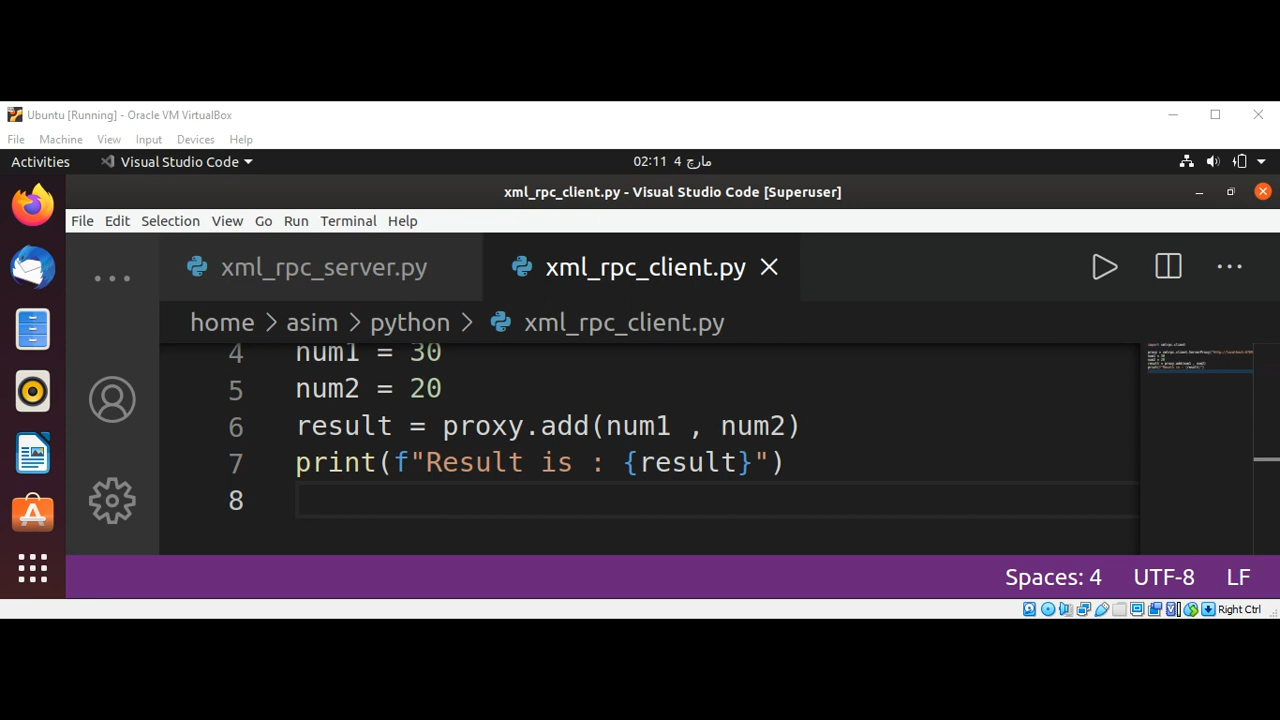 Ubuntu [Running] - Oracle VM VirtualBox
File Machine View Input Devices Help
Activities Visual Studio Code 02:11 4 مارچ
xml_rpc_client.py - Visual Studio Code [Superuser]
File Edit Selection View Go Run Terminal Help
xml_rpc_server.py xml_rpc_client.py
home > asim > python > xml_rpc_client.py
4 num1 = 30
5 num2 = 20
6 result = proxy.add(num1 , num2)
7 print(f"Result is : {result}")
8
Spaces: 4 UTF-8 LF
Right Ctrl